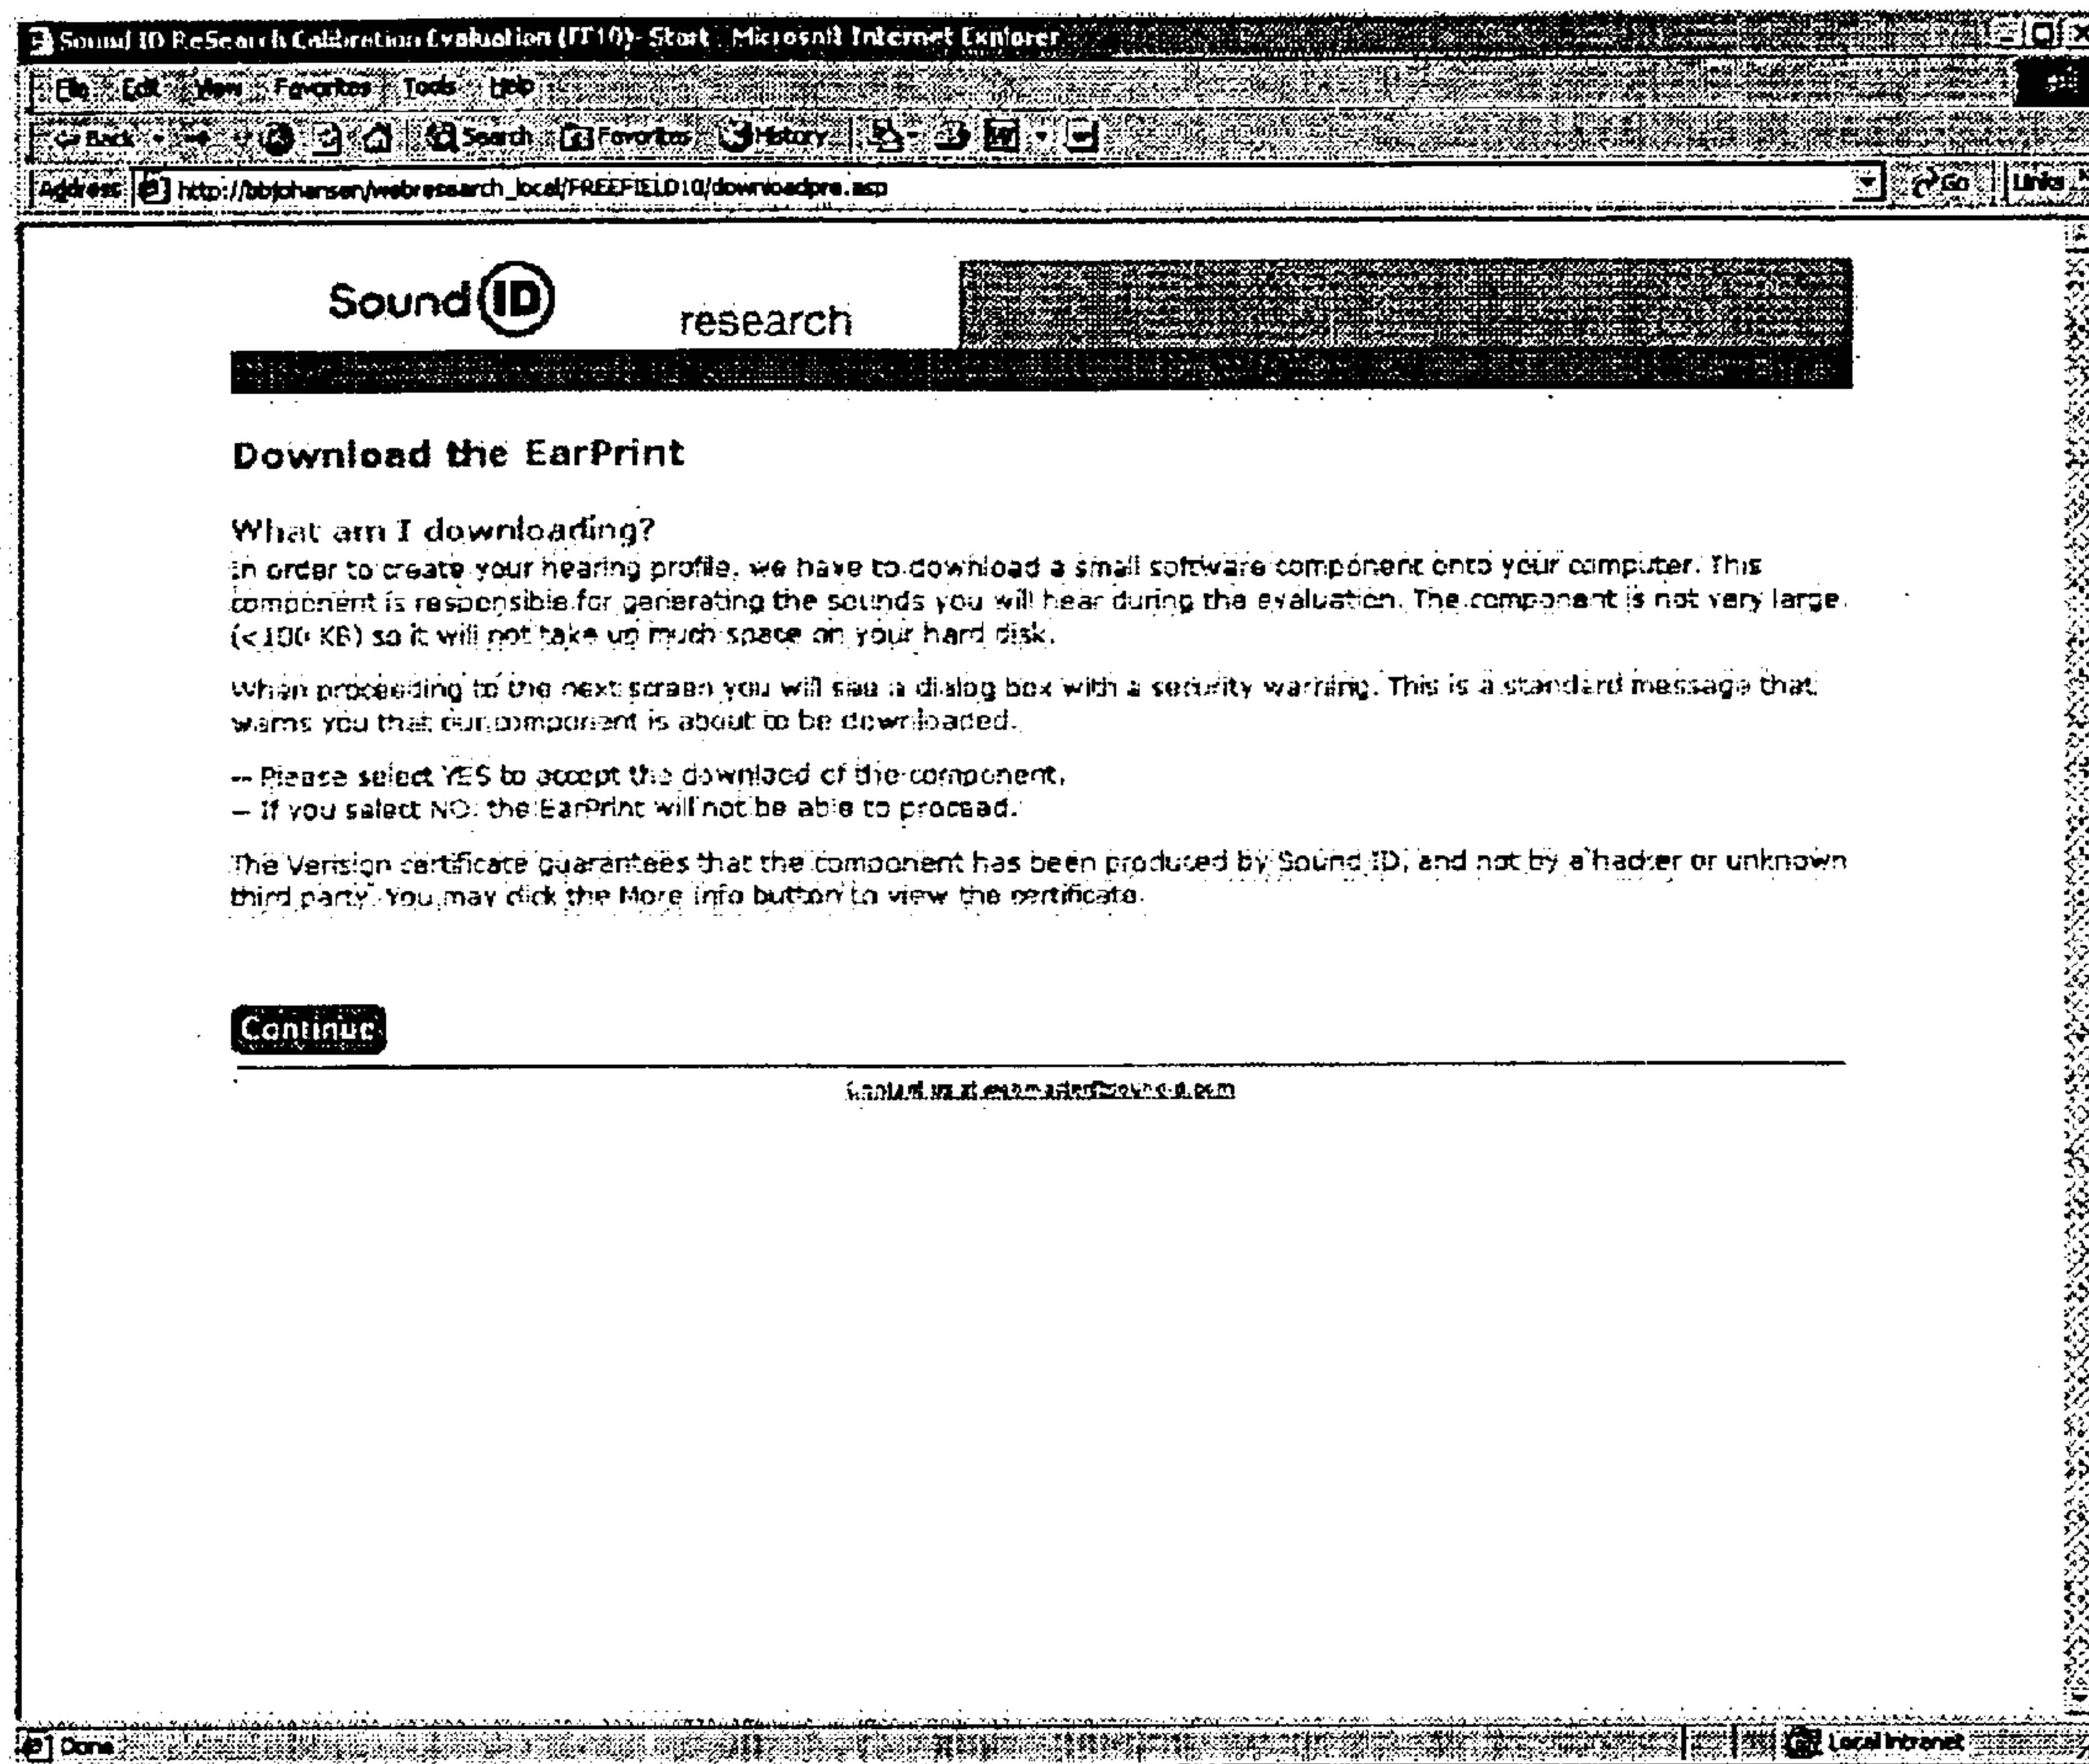 Sound ID ReSearch Calibration Evaluation (FF10)- Start - Microsoft Internet Explorer
File Edit View Favorites Tools Help
Back Search Favorites History
Address http://bbjohansen/webresearch_local/FREEFIELD10/downloadpre.asp Go Links
Sound ID research
Download the EarPrint
What am I downloading?
In order to create your hearing profile, we have to download a small software component onto your computer. This
component is responsible for generating the sounds you will hear during the evaluation. The component is not very large
(<100 KB) so it will not take up much space on your hard disk.
When proceeding to the next screen you will see a dialog box with a security warning. This is a standard message that
warns you that our component is about to be downloaded.
-- Please select YES to accept the download of the component.
-- If you select NO, the EarPrint will not be able to proceed.
The Verisign certificate guarantees that the component has been produced by Sound ID, and not by a hacker or unknown
third party. You may click the More info button to view the certificate.
Continue
Contact us at
Done Local intranet